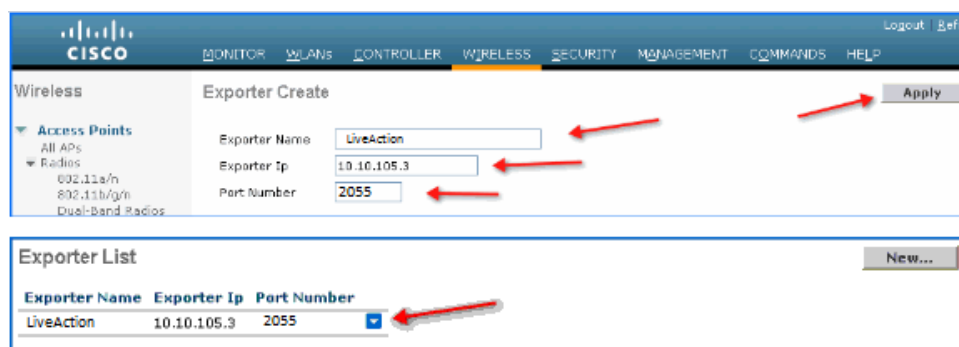 Logout Ref
CISCO
MONITOR WLANs CONTROLLER WIRELESS SECURITY MANAGEMENT COMMANDS HELP
Wireless
Exporter Create
Apply
Access Points
All APs
Radios
802.11a/n
802.11b/g/n
Dual-Band Radios
Exporter Name LiveAction
Exporter Ip 10.10.105.3
Port Number 2055
Exporter List
New...
Exporter Name Exporter Ip Port Number
LiveAction 10.10.105.3 2055